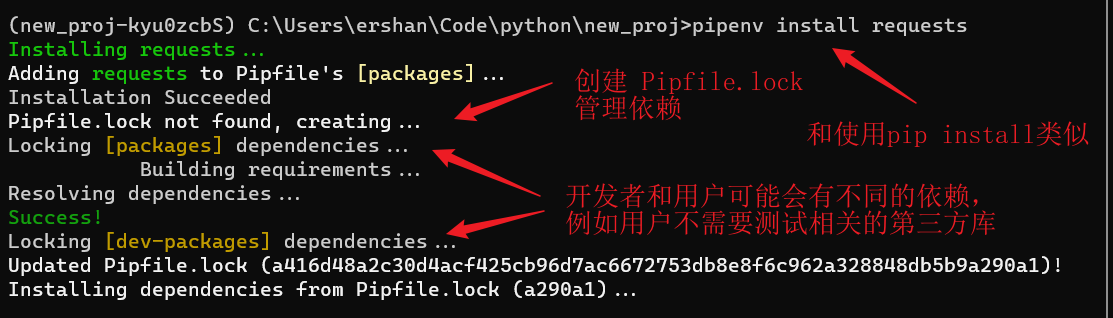 (new_proj-kyu0zcbS) C:\Users\ershan\Code\python\new_proj>pipenv install requests
Installing requests...
Adding requests to Pipfile's [packages]...
Installation Succeeded
Pipfile.lock not found, creating...
Locking [packages] dependencies...
Building requirements...
Resolving dependencies...
Success!
Locking [dev-packages] dependencies...
Updated Pipfile.lock (a416d48a2c30d4acf425cb96d7ac6672753db8e8f6c962a328848db5b9a290a1)!
Installing dependencies from Pipfile.lock (a290a1)...
创建 Pipfile.lock
管理依赖
和使用pip install类似
开发者和用户可能会有不同的依赖，
例如用户不需要测试相关的第三方库